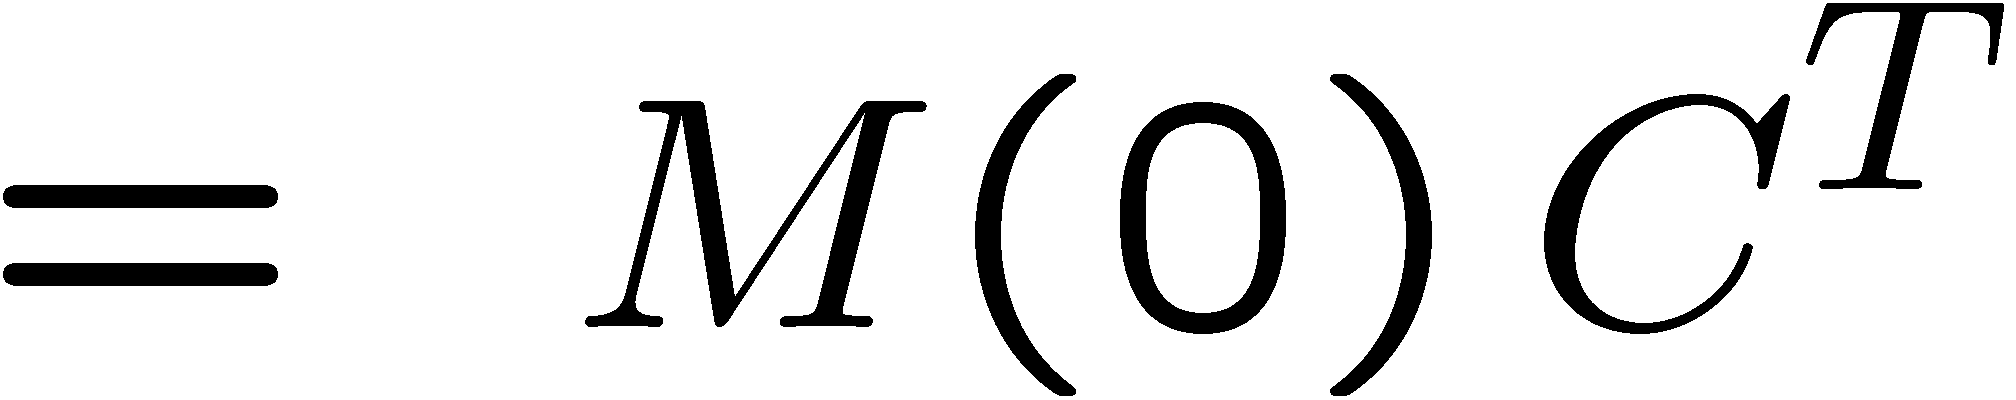 = M(0) C^T